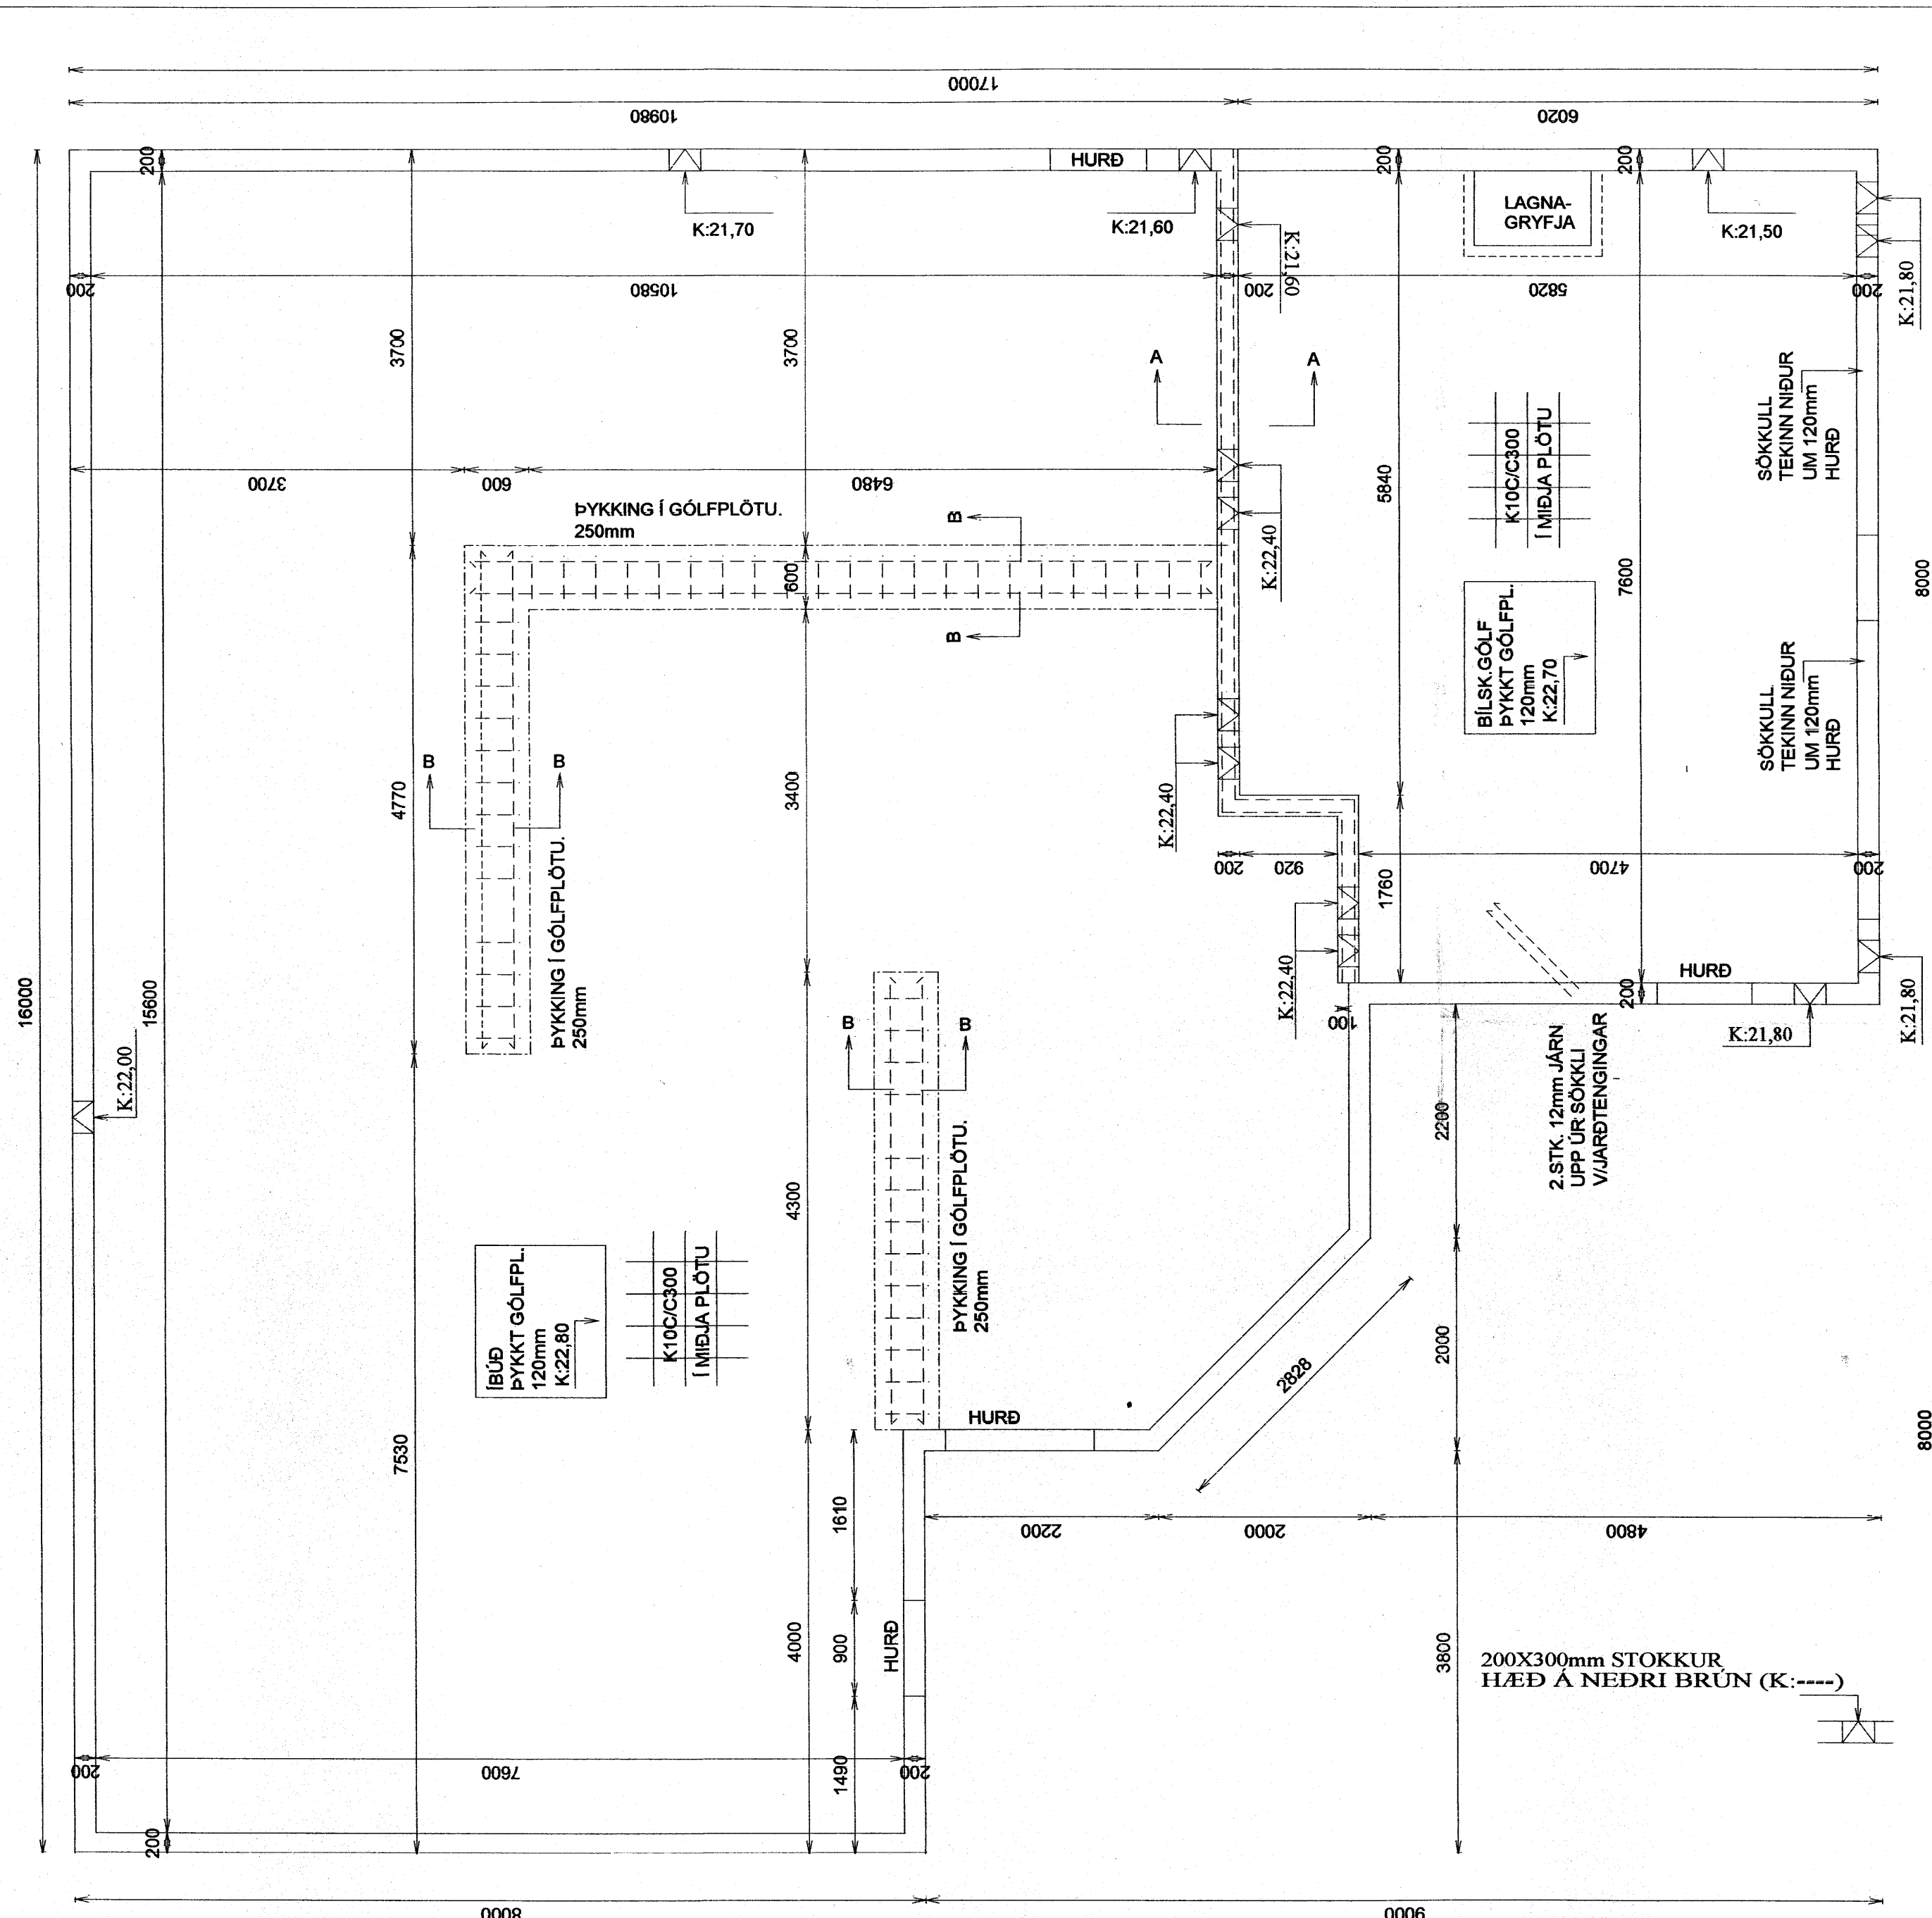 17000
10980
6020
200
HURÐ
200
200
LAGNA-
GRYFJA
K:21,70
K:21,60
K:21,60
K:21,50
K:21,80
200
10580
200
5820
200
3700
3700
A
A
SÖKKULL
TEKINN NIÐUR
UM 120mm
HURÐ
K10C/C300
Í MIÐJA PLÖTU
3700
600
6480
5840
ÞYKKING Í GÓLFPLÖTU.
250mm
B
B
600
K:22,40
7600
8000
BÍLSK.GÓLF
ÞYKKT GÓLFPL.
120mm
K:22,70
SÖKKULL
TEKINN NIÐUR
UM 120mm
HURÐ
B
B
4770
3400
K:22,40
ÞYKKING Í GÓLFPLÖTU.
250mm
200
920
4700
200
1760
K:22,40
HURÐ
200
100
16000
15600
K:22,00
B
B
K:21,80
K:21,80
2.STK. 12mm JÁRN
UPP ÚR SÖKKLI
V/JARÐTENGINGAR
2200
4300
ÞYKKING Í GÓLFPLÖTU.
250mm
ÍBÚÐ
ÞYKKT GÓLFPL.
120mm
K:22,80
K10C/C300
Í MIÐJA PLÖTU
2000
2828
HURÐ
7530
8000
1610
2200
2000
4800
4000
900
HURÐ
3800
200X300mm STOKKUR
HÆÐ Á NEÐRI BRÚN (K:----)
200
7600
1490
200
200
8000
9000